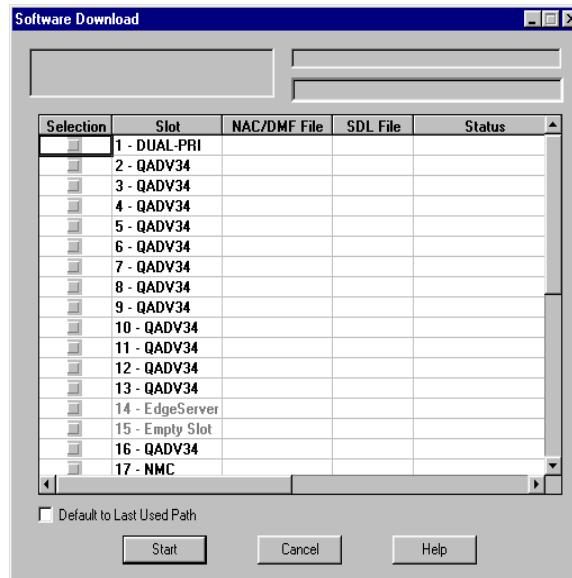 Software Download
Selection Slot NAC/DMF File SDL File Status
1 - DUAL-PRI
2 - QADV34
3 - QADV34
4 - QADV34
5 - QADV34
6 - QADV34
7 - QADV34
8 - QADV34
9 - QADV34
10 - QADV34
11 - QADV34
12 - QADV34
13 - QADV34
14 - EdgeServer
15 - Empty Slot
16 - QADV34
17 - NMC
Default to Last Used Path
Start Cancel Help